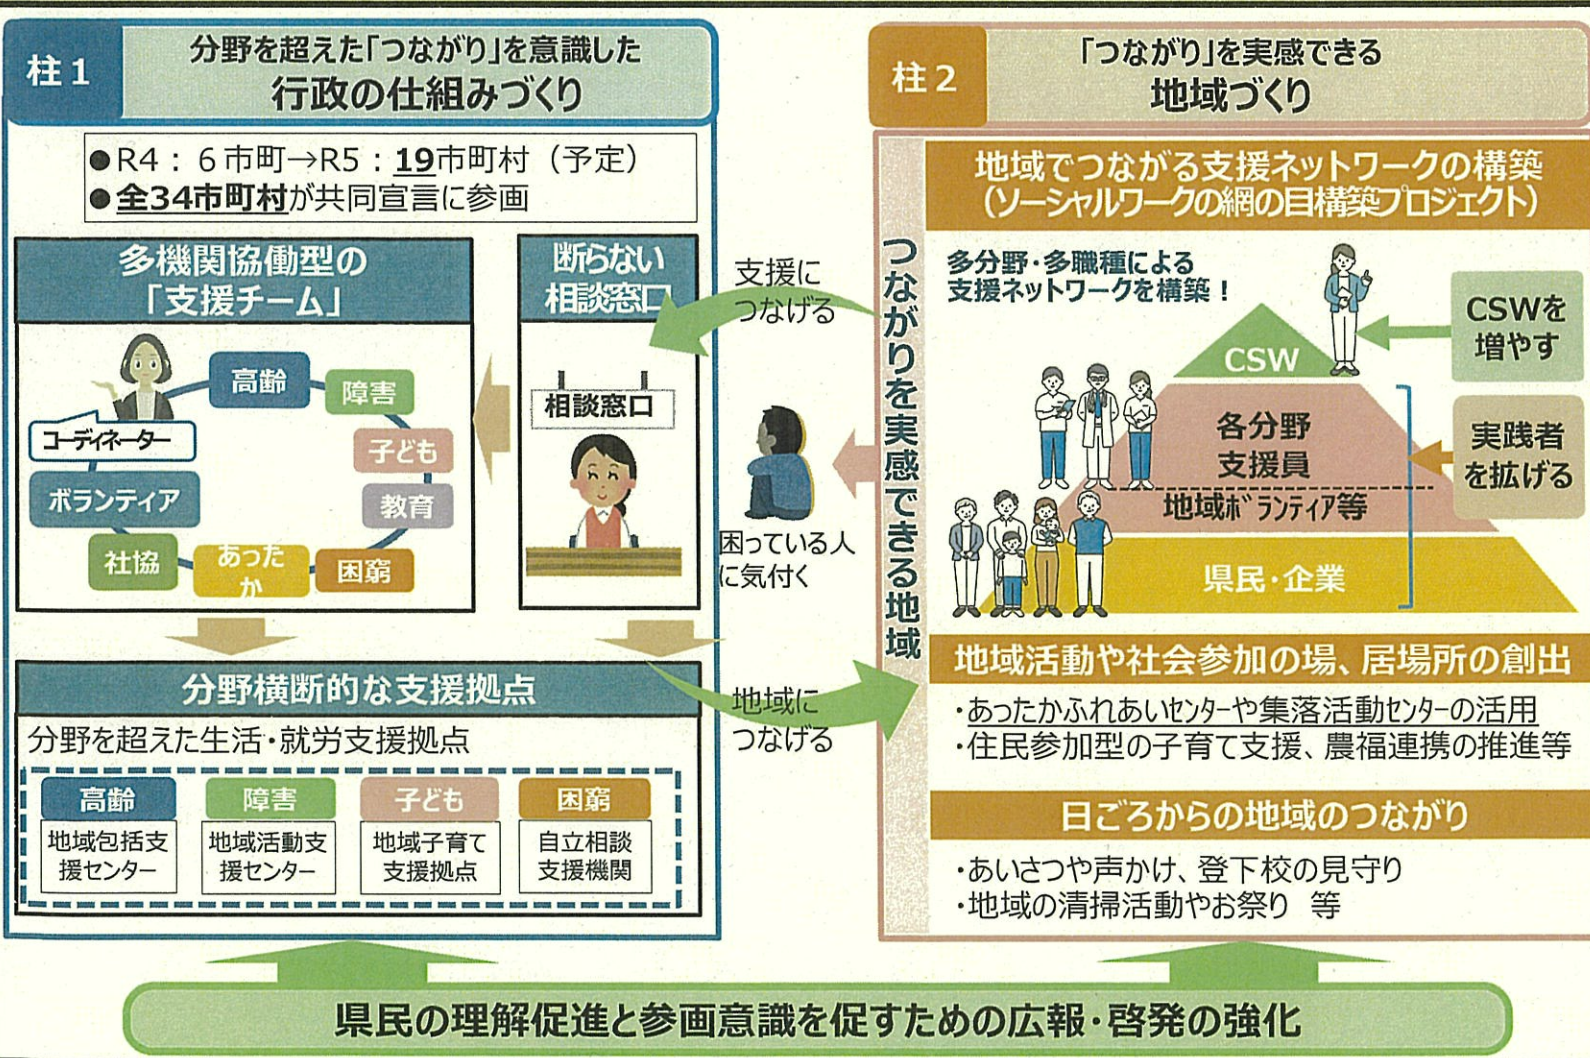 柱1
分野を超えた「つながり」を意識した
行政の仕組みづくり
●R4：6市町→R5：19市町村（予定）
●全34市町村が共同宣言に参画
多機関協働型の
「支援チーム」
高齢
障害
子ども
教育
困窮
あった
か
社協
ボランティア
コーディネーター
断らない
相談窓口
相談窓口
分野横断的な支援拠点
分野を超えた生活・就労支援拠点
高齢
地域包括支
援センター
障害
地域活動支
援センター
子ども
地域子育て
支援拠点
困窮
自立相談
支援機関
支援に
つなげる
困っている人
に気付く
地域に
つなげる
柱2
「つながり」を実感できる
地域づくり
つながりを実感できる地域
地域でつながる支援ネットワークの構築
（ソーシャルワークの網の目構築プロジェクト）
多分野・多職種による
支援ネットワークを構築！
CSW
各分野
支援員
地域ボランティア等
県民・企業
CSWを
増やす
実践者
を拡げる
地域活動や社会参加の場、居場所の創出
・あったかふれあいセンターや集落活動センターの活用
・住民参加型の子育て支援、農福連携の推進等
日ごろからの地域のつながり
・あいさつや声かけ、登下校の見守り
・地域の清掃活動やお祭り　等
県民の理解促進と参画意識を促すための広報・啓発の強化